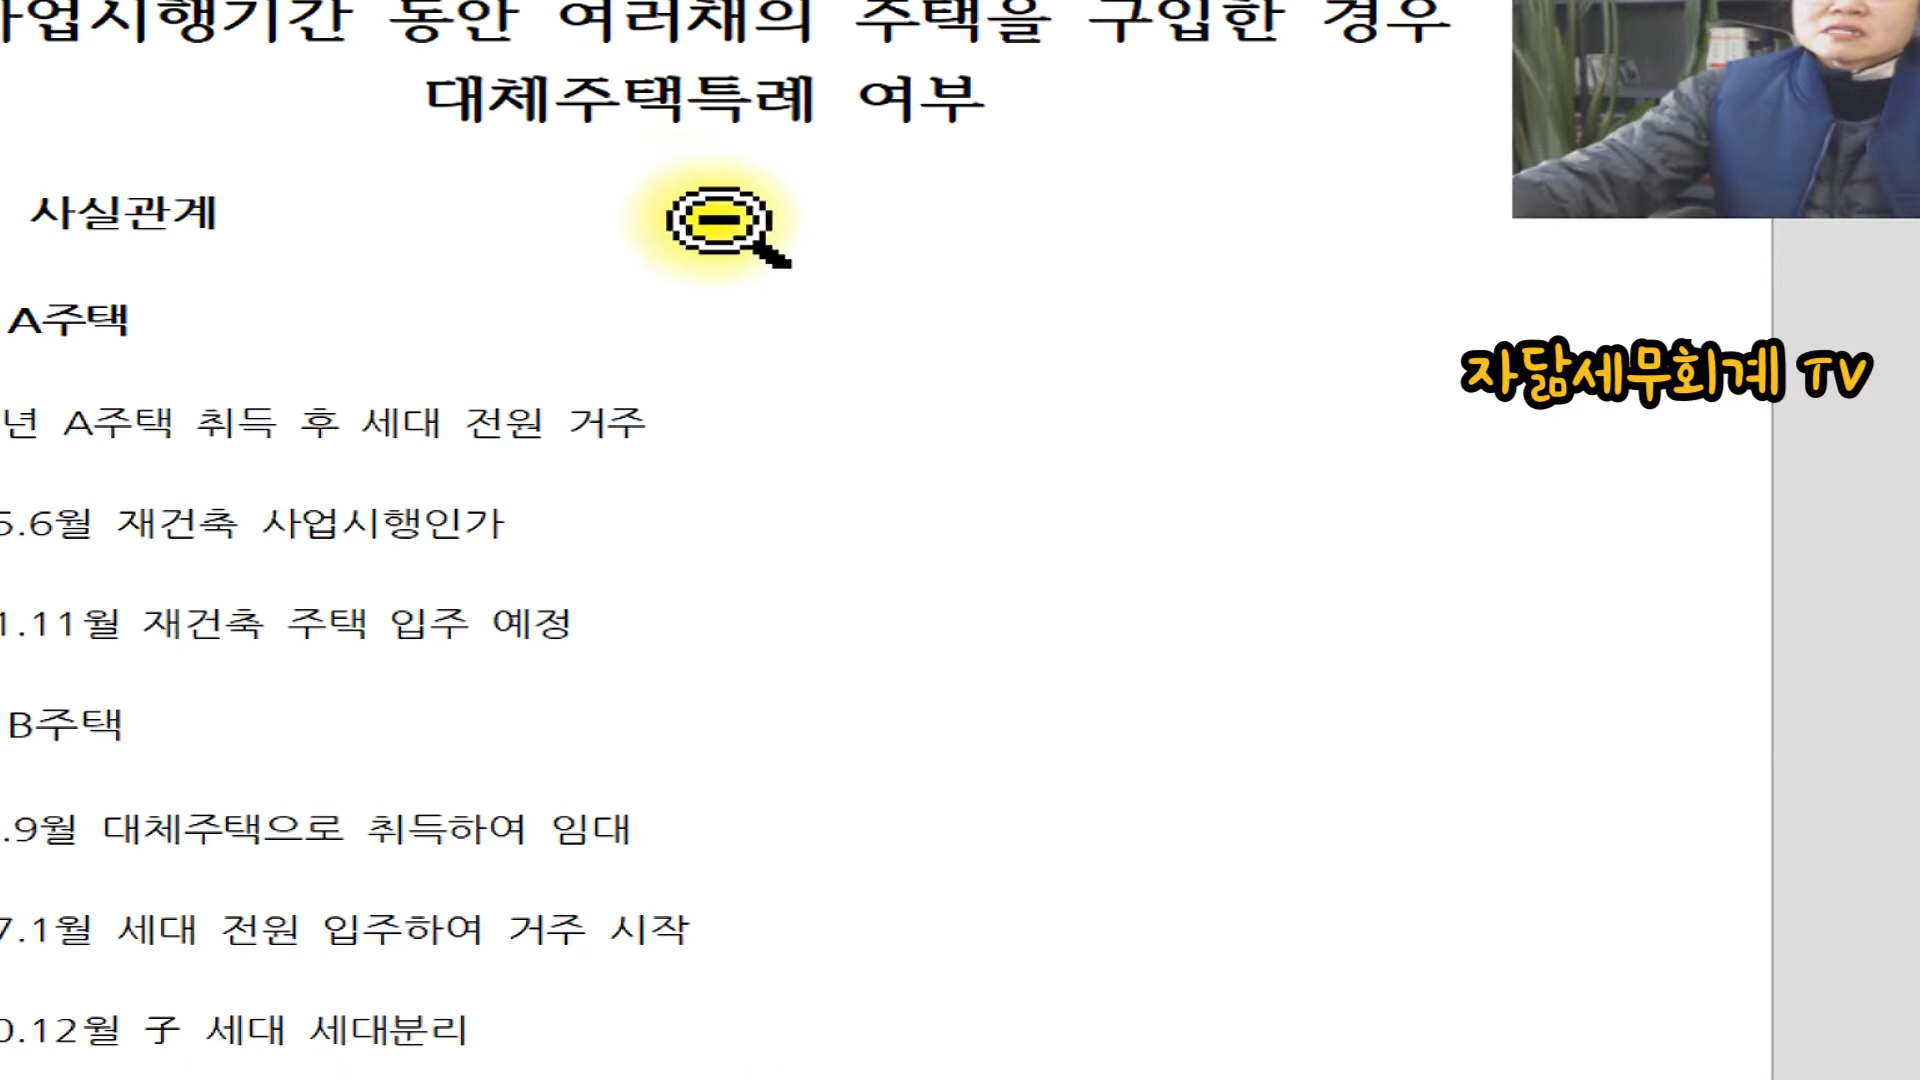 사업시행기간 동안 여러채의 주택을 구입한 경우
대체주택특례 여부
사실관계
A주택
자닮세무회계 TV
년 A주택 취득 후 세대 전원 거주
5.6월 재건축 사업시행인가
1.11월 재건축 주택 입주 예정
B주택
.9월 대체주택으로 취득하여 임대
7.1월 세대 전원 입주하여 거주 시작
0.12월 子 세대 세대분리